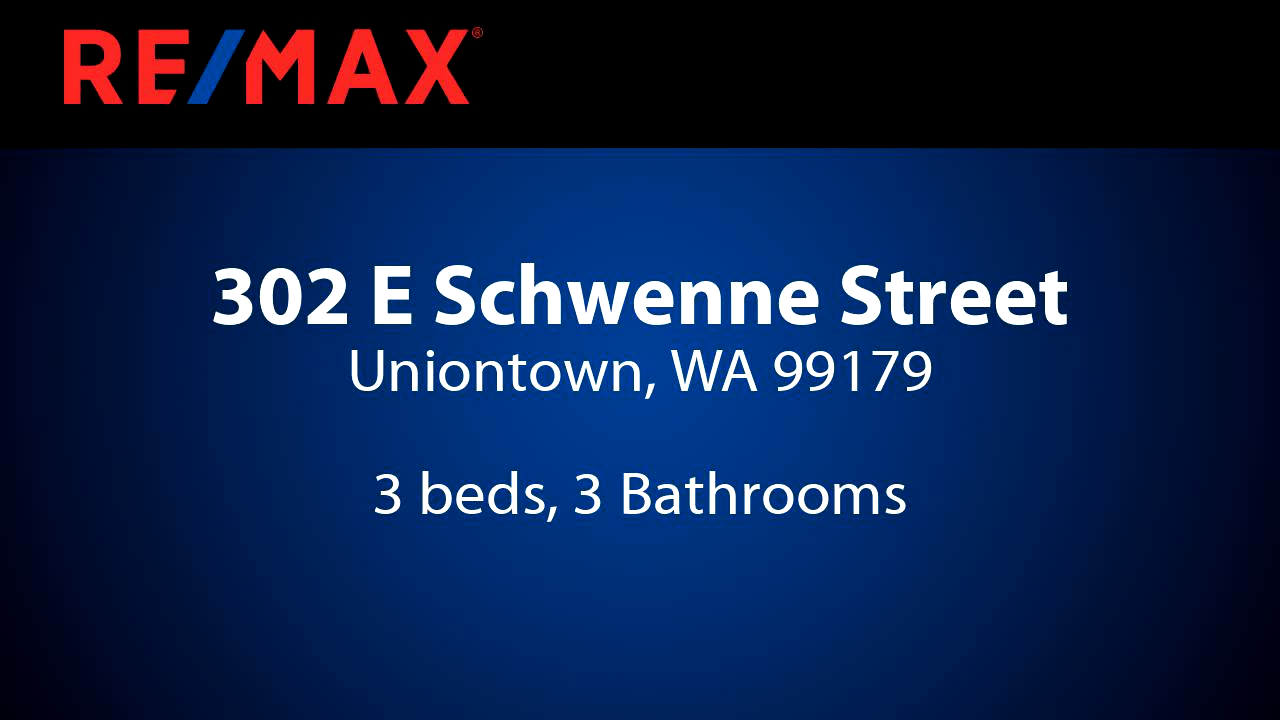 RE/MAX®
302 E Schwenne Street
Uniontown, WA 99179
3 beds, 3 Bathrooms